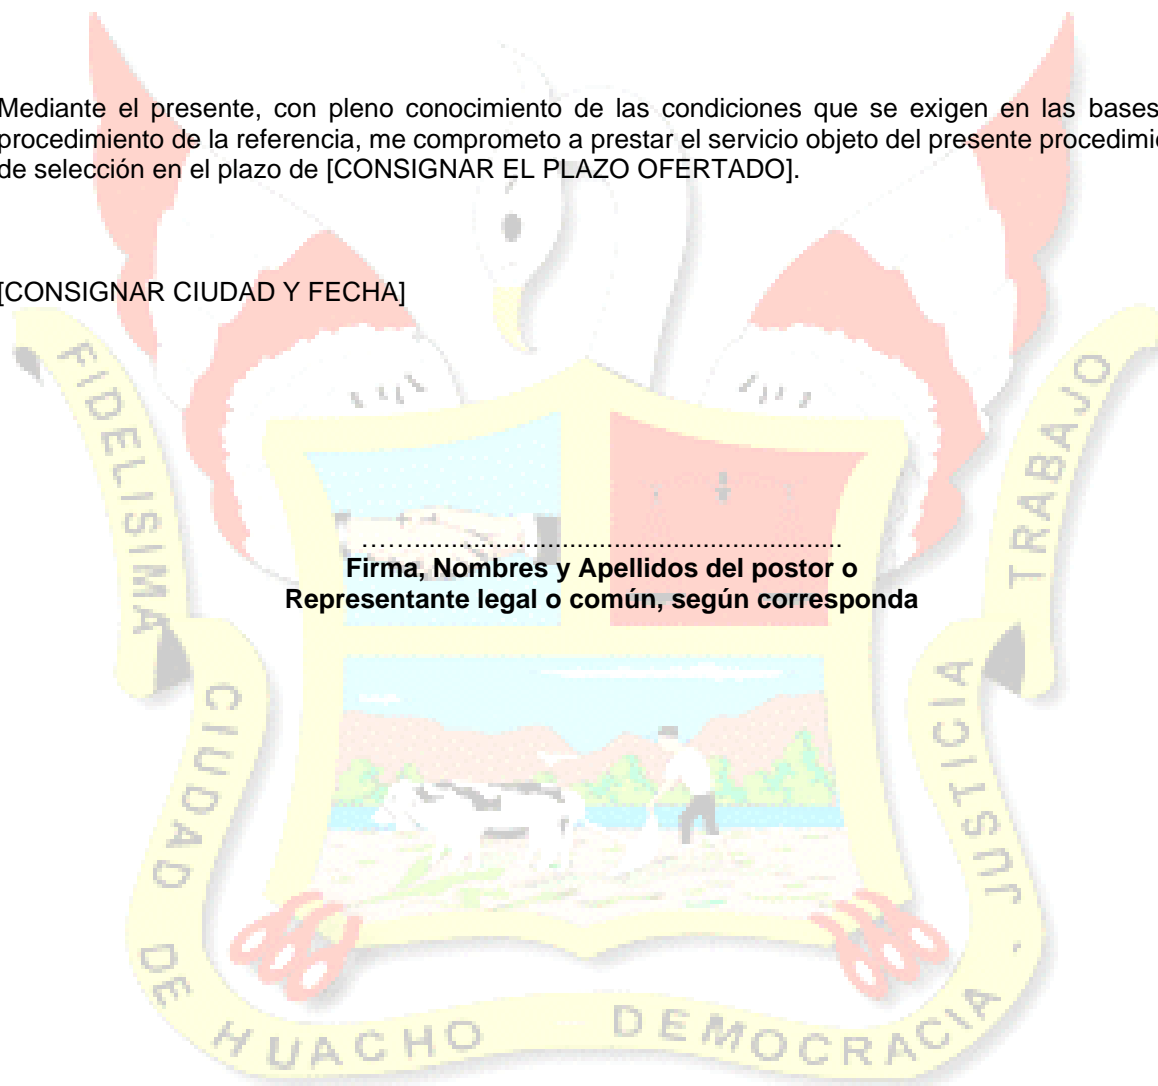 Mediante el presente, con pleno conocimiento de las condiciones que se exigen en las bases
procedimiento de la referencia, me comprometo a prestar el servicio objeto del presente procedimi
de selección en el plazo de [CONSIGNAR EL PLAZO OFERTADO].
[CONSIGNAR CIUDAD Y FECHA]
…….............................................................
Firma, Nombres y Apellidos del postor o
Representante legal o común, según corresponda
FIDELISIMA
CIUDAD DE HUACHO
DEMOCRACIA . JUSTICIA
TRABAJO